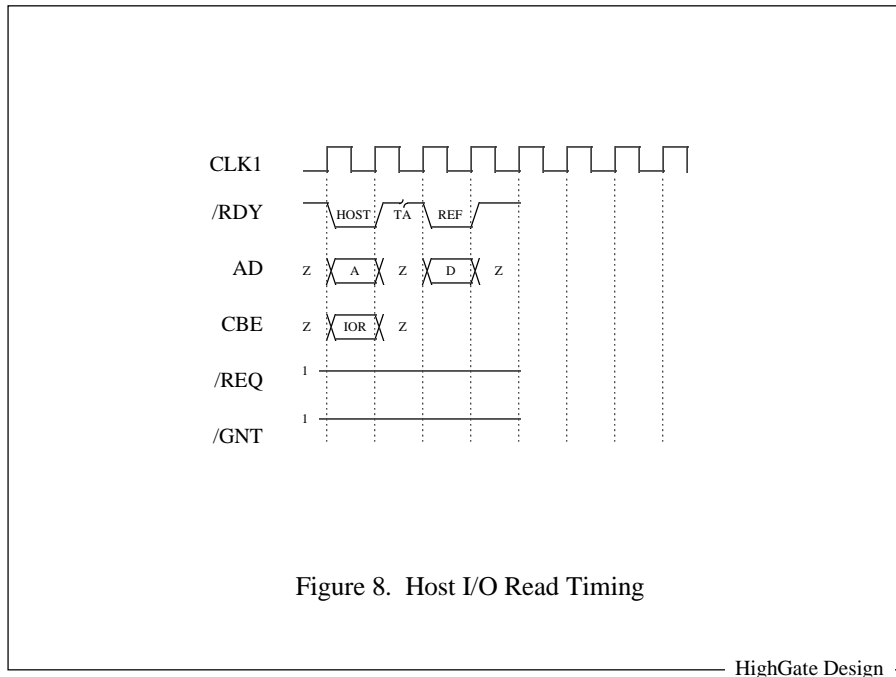 CLK1
/RDY HOST TA REF
AD Z A Z D Z
CBE Z IOR Z
/REQ 1
/GNT 1
Figure 8. Host I/O Read Timing
HighGate Design